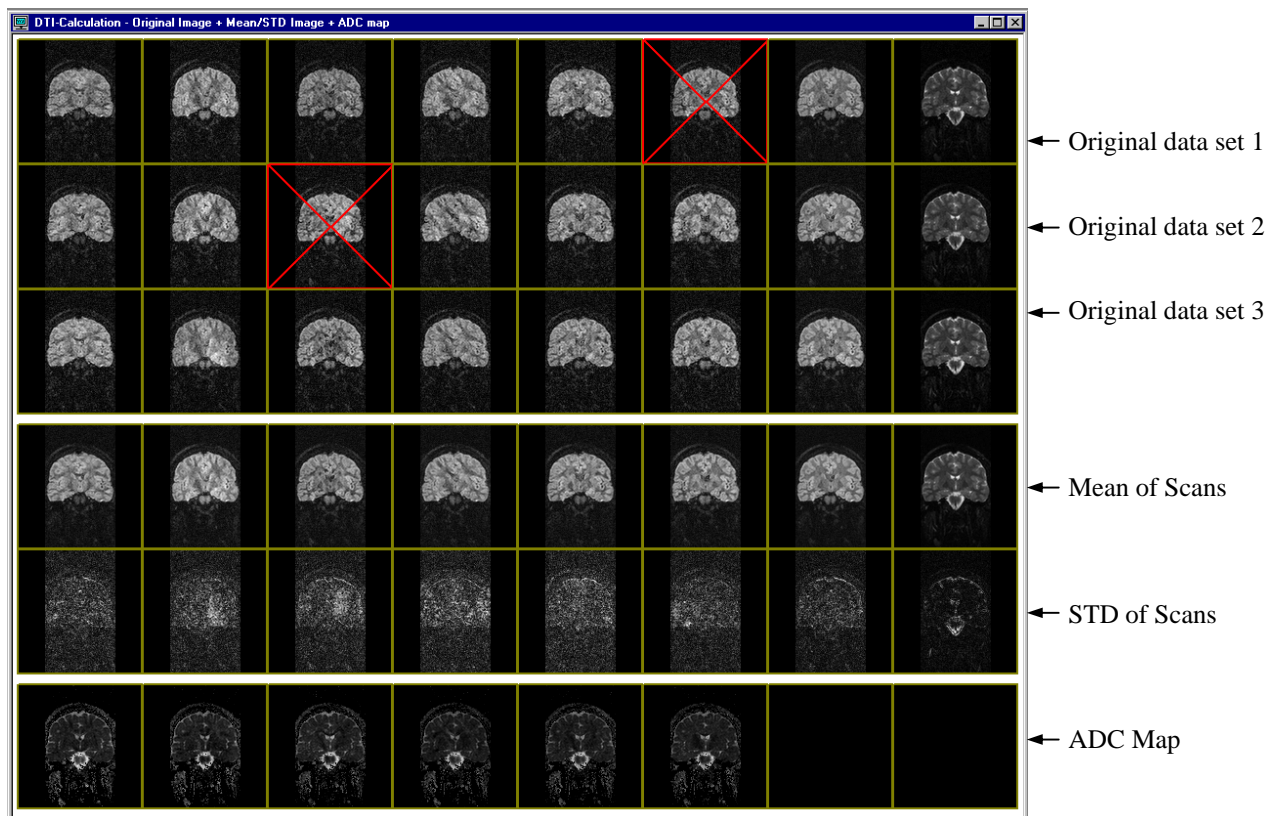 DTI-Calculation - Original Image + Mean/STD Image + ADC map
Original data set 1
Original data set 2
Original data set 3
Mean of Scans
STD of Scans
ADC Map